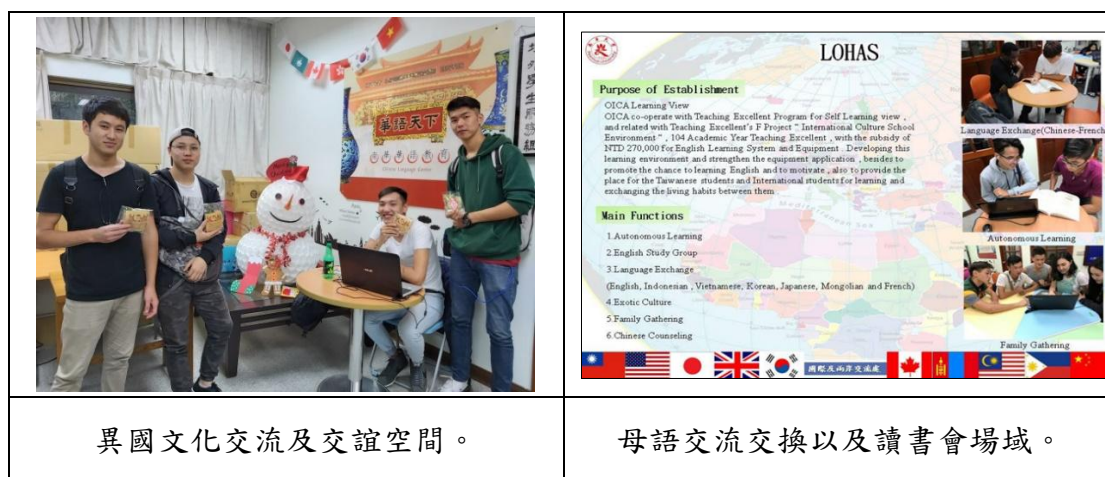 華語天下
Chinese Language Center
LOHAS
Purpose of Establishment
OICA Learning View
OICA co-operate with Teaching Excellent Program for Self Learning view ,
and related with Teaching Excellent's F Project " International Culture School
Environment " , 104 Academic Year Teaching Excellent , with the subsidy of
NTD 270,000 for English Learning System and Equipment . Developing this
learning environment and strengthen the equipment application , besides to
promote the chance to learning English and to motivate , also to provide the
place for the Taiwanese students and International students for learning and
exchanging the living habits between them.
Main Functions
1.Autonomous Learning
2.English Study Group
3.Language Exchange
(English, Indonesian , Vietnamese, Korean, Japanese, Mongolian and French)
4.Exotic Culture
5.Family Gathering
6.Chinese Counseling
Language Exchange(Chinese-French
Autonomous Learning
Family Gathering
國際及兩岸交流處
異國文化交流及交誼空間。
母語交流交換以及讀書會場域。